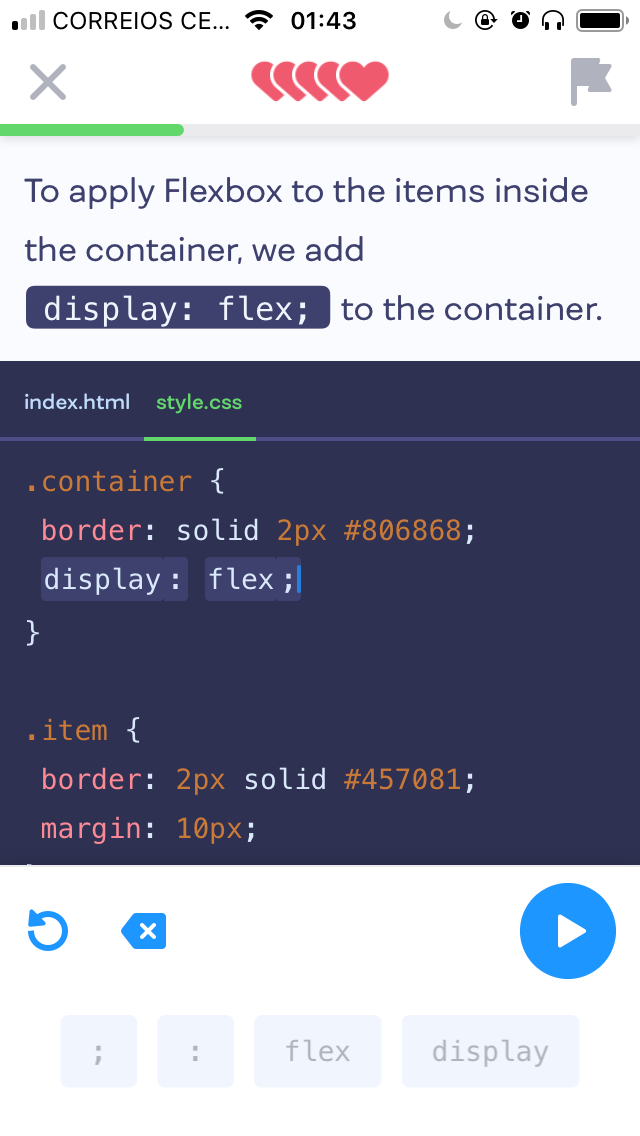 CORREIOS CE... 01:43
To apply Flexbox to the items inside
the container, we add
display: flex; to the container.
index.html style.css
.container {
border: solid 2px #806868;
display: flex;
}
.item {
border: 2px solid #457081;
margin: 10px;
; : flex display